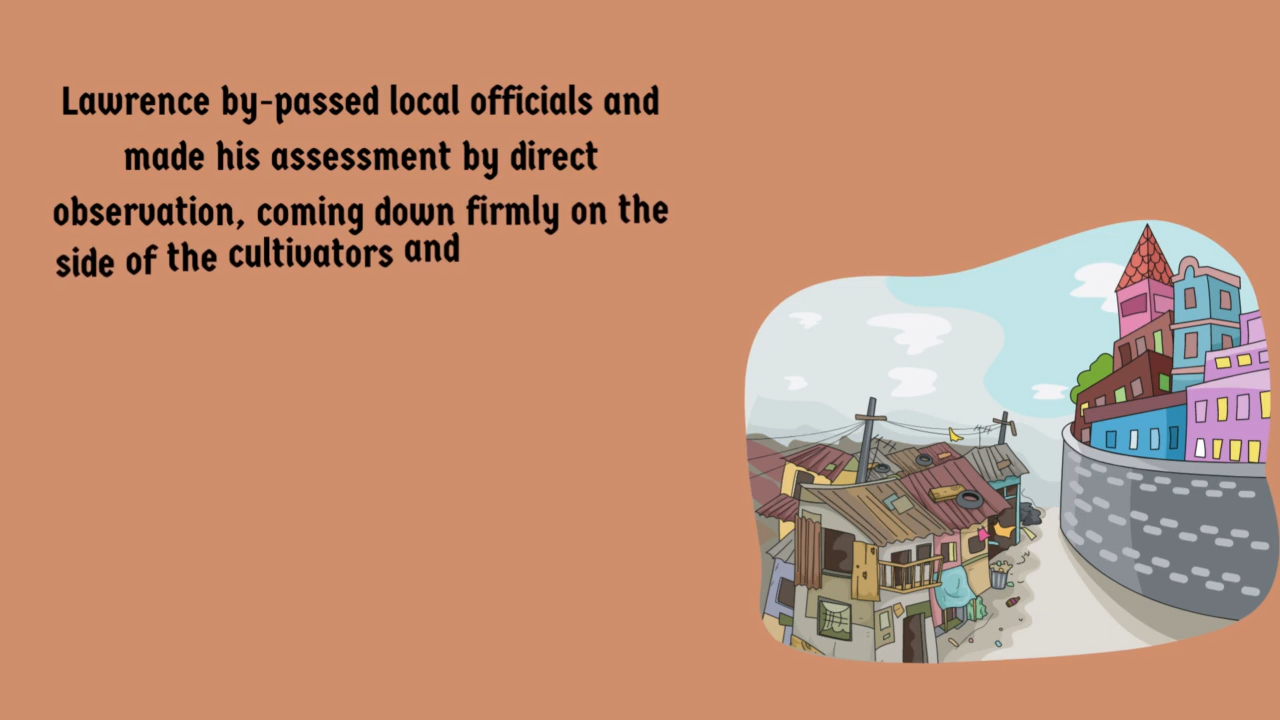 Lawrence by-passed local officials and
made his assessment by direct
observation, coming down firmly on the
side of the cultivators and